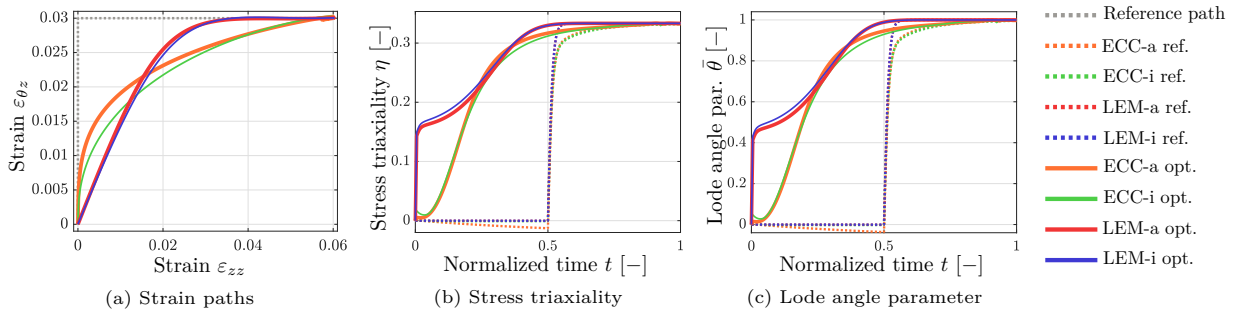 0.03
0.025
0.02
0.015
0.01
0.005
0
Strain ε_{θz}
0
0.02
0.04
0.06
Strain ε_{zz}
(a) Strain paths
0.3
0.2
0.1
0
Stress triaxiality η [−]
0
0.5
1
Normalized time t [−]
(b) Stress triaxiality
1
0.8
0.6
0.4
0.2
0
Lode angle par. θ̄ [−]
0
0.5
1
Normalized time t [−]
(c) Lode angle parameter
Reference path
ECC-a ref.
ECC-i ref.
LEM-a ref.
LEM-i ref.
ECC-a opt.
ECC-i opt.
LEM-a opt.
LEM-i opt.